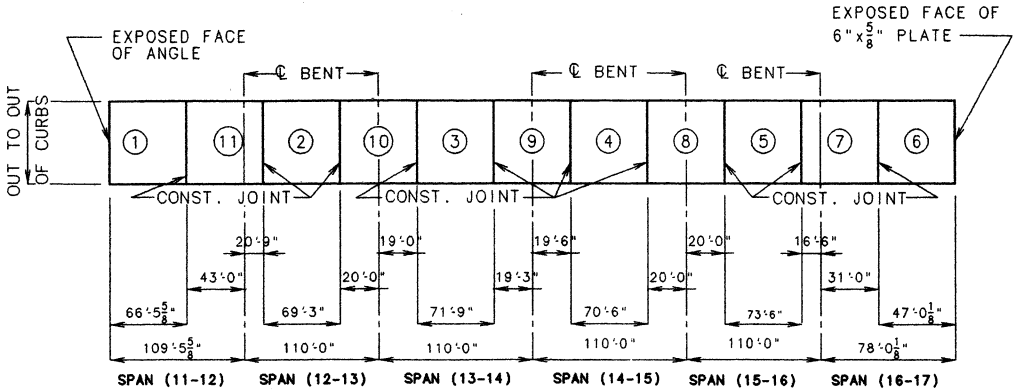 EXPOSED FACE OF ANGLE
EXPOSED FACE OF 6"x5/8" PLATE
℄ BENT
℄ BENT
℄ BENT
OUT TO OUT OF CURBS
1 11 2 10 3 9 4 8 5 7 6
CONST. JOINT
CONST. JOINT
CONST. JOINT
20'-9" 19'-0" 19'-6" 20'-0" 16'-6"
43'-0" 20'-0" 19'-3" 20'-0" 31'-0"
66'-5 5/8" 69'-3" 71'-9" 70'-6" 73'-6" 47'-0 1/8"
109'-5 5/8" 110'-0" 110'-0" 110'-0" 110'-0" 78'-0 1/8"
SPAN (11-12) SPAN (12-13) SPAN (13-14) SPAN (14-15) SPAN (15-16) SPAN (16-17)